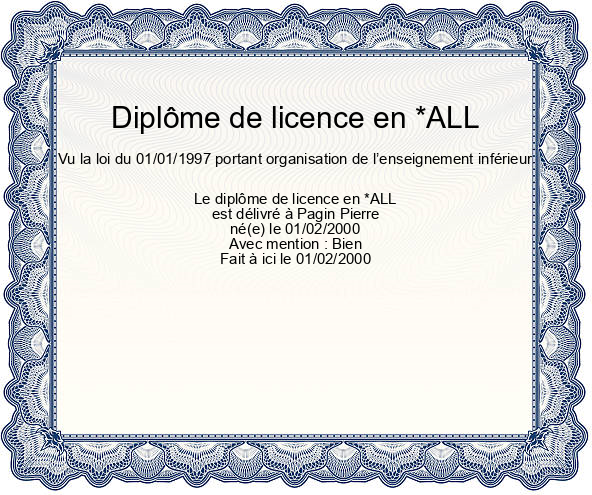 Diplôme de licence en *ALL
Vu la loi du 01/01/1997 portant organisation de l’enseignement inférieur
Le diplôme de licence en *ALL
est délivré à Pagin Pierre
né(e) le 01/02/2000
Avec mention : Bien
Fait à ici le 01/02/2000